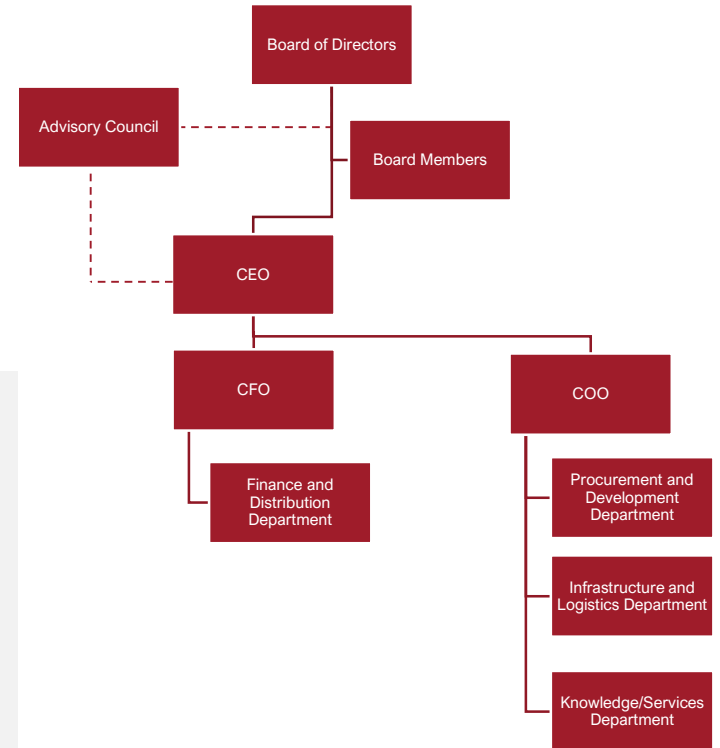 Board of Directors
Advisory Council
Board Members
CEO
CFO
COO
Finance and
Distribution
Department
Procurement and
Development
Department
Infrastructure and
Logistics Department
Knowledge/Services
Department